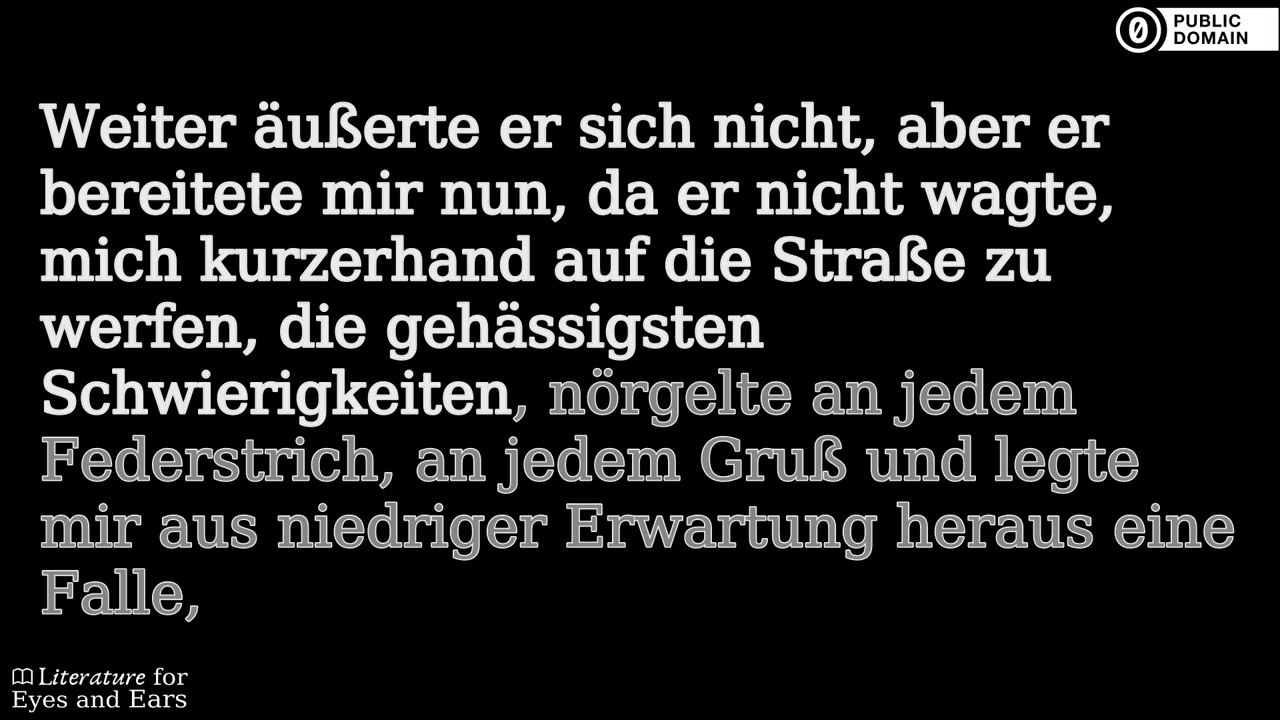 PUBLIC
DOMAIN
Weiter äußerte er sich nicht, aber er
bereitete mir nun, da er nicht wagte,
mich kurzerhand auf die Straße zu
werfen, die gehässigsten
Schwierigkeiten, nörgelte an jedem
Federstrich, an jedem Gruß und legte
mir aus niedriger Erwartung heraus eine
Falle,
Literature for
Eyes and Ears